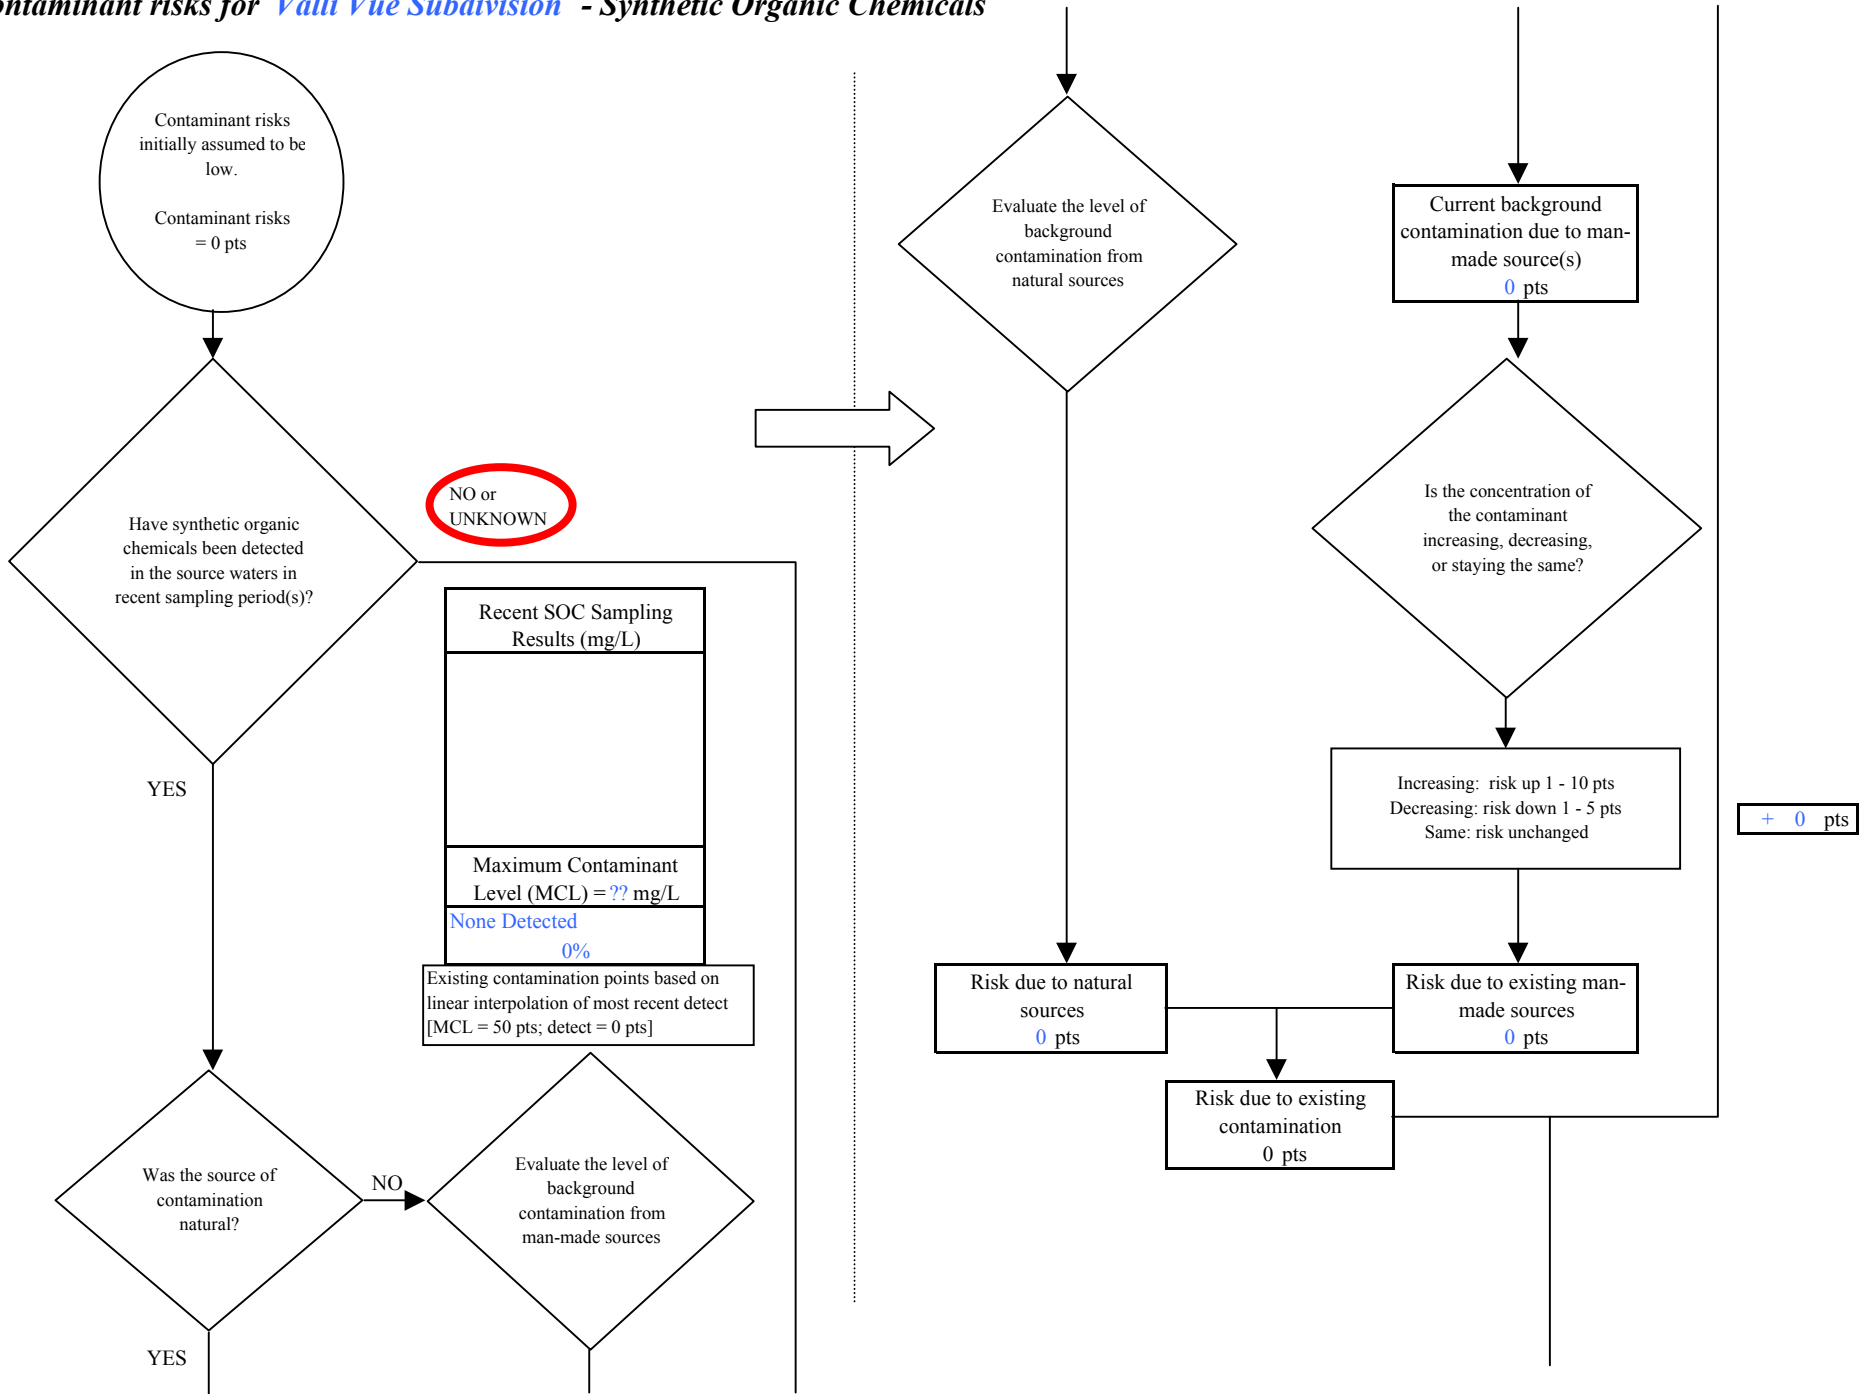 ontaminant risks for Valli Vue Subdivision - Synthetic Organic Chemicals
Contaminant risks
initially assumed to be
low.
Contaminant risks
= 0 pts
Have synthetic organic
chemicals been detected
in the source waters in
recent sampling period(s)?
NO or
UNKNOWN
YES
Recent SOC Sampling
Results (mg/L)
Maximum Contaminant
Level (MCL) = ?? mg/L
None Detected
0%
Existing contamination points based on
linear interpolation of most recent detect
[MCL = 50 pts; detect = 0 pts]
Was the source of
contamination
natural?
NO
YES
Evaluate the level of
background
contamination from
man-made sources
Evaluate the level of
background
contamination from
natural sources
Current background
contamination due to man-
made source(s)
0 pts
Is the concentration of
the contaminant
increasing, decreasing,
or staying the same?
Increasing: risk up 1 - 10 pts
Decreasing: risk down 1 - 5 pts
Same: risk unchanged
+ 0 pts
Risk due to natural
sources
0 pts
Risk due to existing man-
made sources
0 pts
Risk due to existing
contamination
0 pts